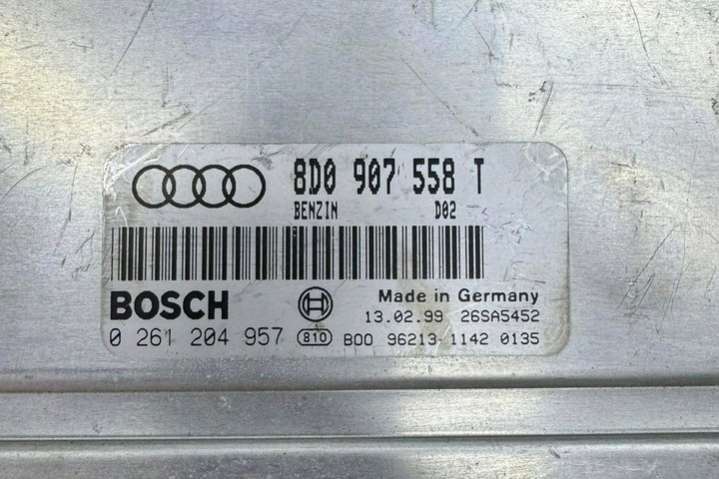 8D0 907 558 T
BENZIN D02
BOSCH
Made in Germany
13.02.99 26SA5452
0 261 204 957 810 B00 96213-1142 0135